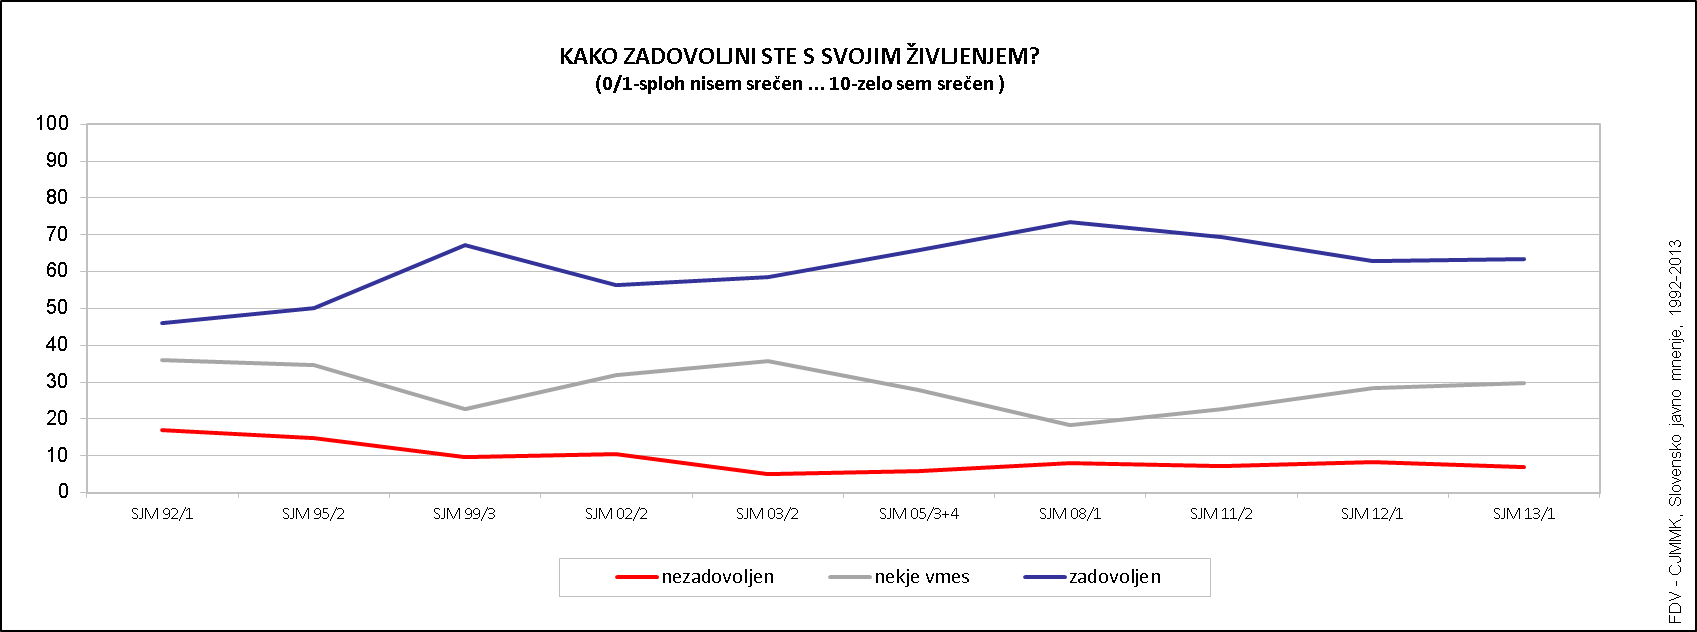 KAKO ZADOVOLJNI STE S SVOJIM ŽIVLJENJEM?
(0/1-sploh nisem srečen ... 10-zelo sem srečen )
100
90
80
70
60
50
40
30
20
10
0
SJM 92/1 SJM 95/2 SJM 99/3 SJM 02/2 SJM 03/2 SJM 05/3+4 SJM 08/1 SJM 11/2 SJM 12/1 SJM 13/1
nezadovoljen nekje vmes zadovoljen
FDV - CJMMK, Slovensko javno mnenje, 1992-2013